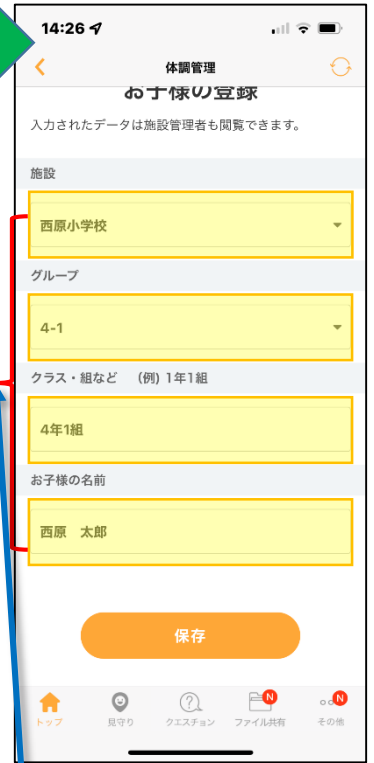 14:26
体調管理
お子様の登録
入力されたデータは施設管理者も閲覧できます。
施設
西原小学校
グループ
4-1
クラス・組など (例) 1年1組
4年1組
お子様の名前
西原 太郎
保存
N
N
トップ 見守り クエスチョン ファイル共有 その他